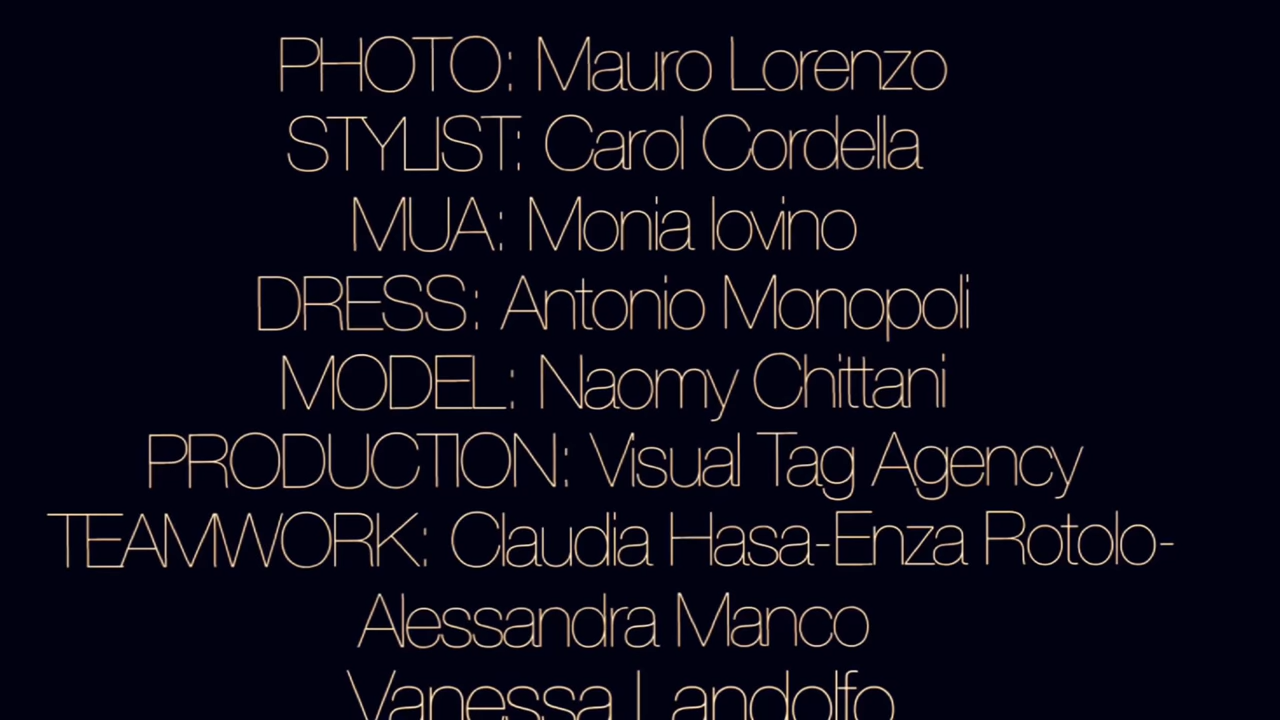 PHOTO: Mauro Lorenzo
STYLIST: Carol Cordella
MUA: Monia Iovino
DRESS: Antonio Monopoli
MODEL: Naomy Chittani
PRODUCTION: Visual Tag Agency
TEAMWORK: Claudia Hasa-Enza Rotolo-
Alessandra Manco
Vanessa Landolfo